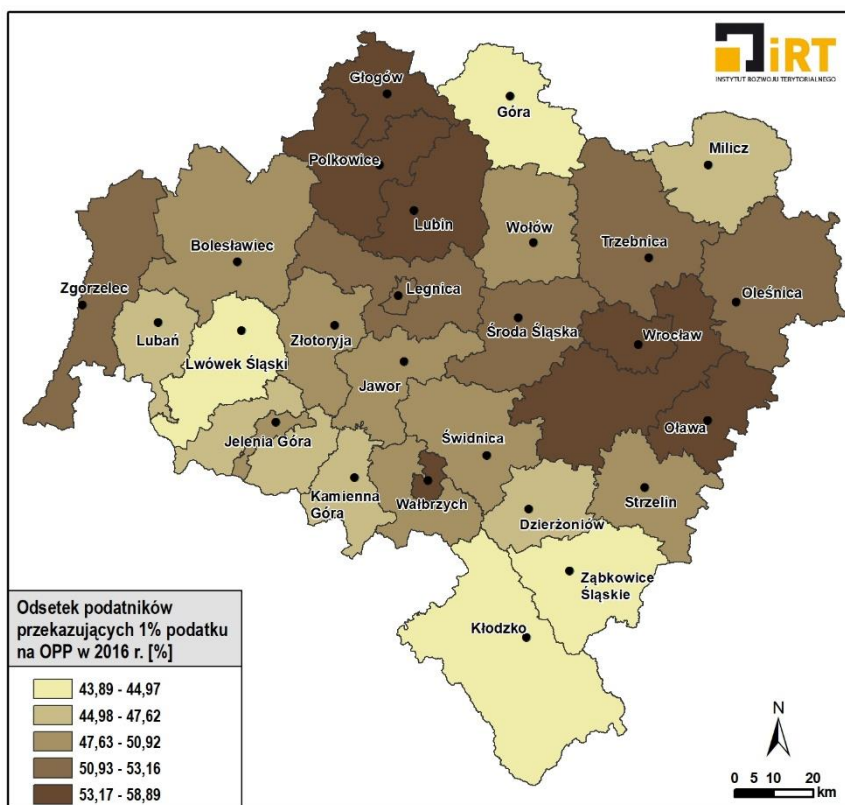 iRT
INSTYTUT ROZWOJU TERYTORIALNEGO
Głogów
Góra
Milicz
Polkowice
Lubin
Wołów
Trzebnica
Bolesławiec
Zgorzelec
Legnica
Oleśnica
Lubań
Lwówek Śląski
Złotoryja
Środa Śląska
Wrocław
Jawor
Jelenia Góra
Świdnica
Oława
Kamienna
Góra
Wałbrzych
Dzierżoniów
Strzelin
Ząbkowice
Śląskie
Kłodzko
Odsetek podatników
przekazujących 1% podatku
na OPP w 2016 r. [%]
43,89 - 44,97
44,98 - 47,62
47,63 - 50,92
50,93 - 53,16
53,17 - 58,89
N
0 5 10 20
km